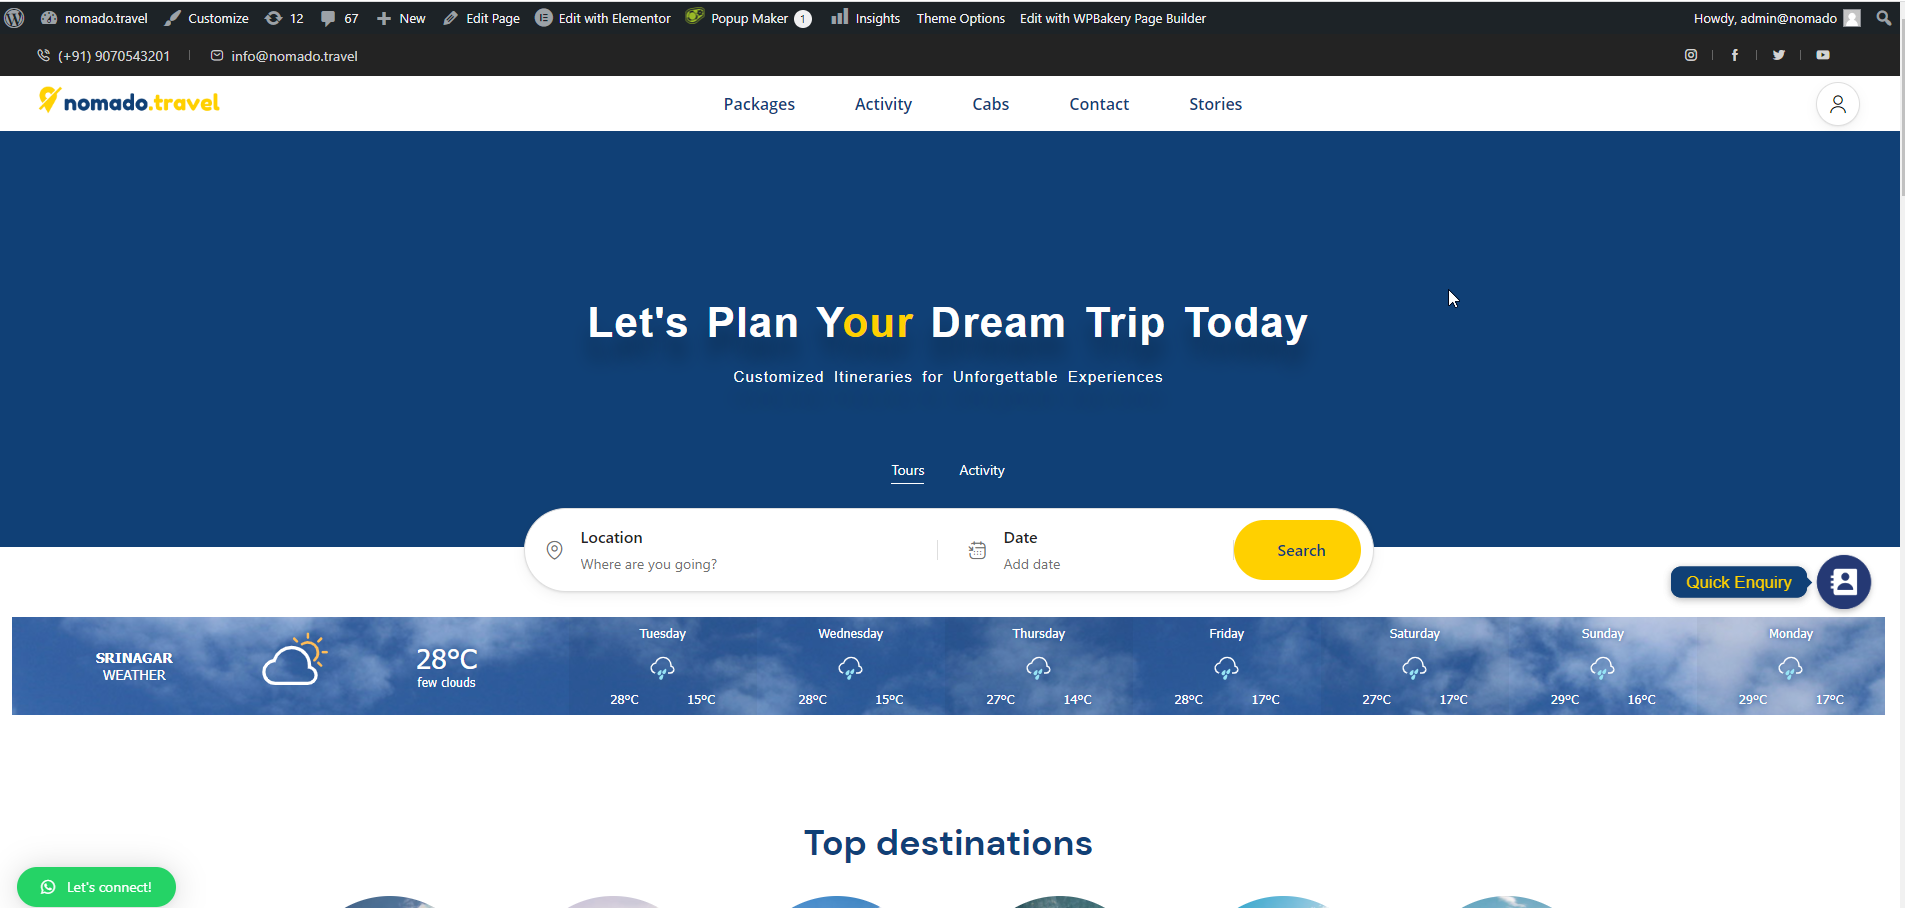 nomado.travel Customize 12 67 + New Edit Page Edit with Elementor Popup Maker 1 Insights Theme Options Edit with WPBakery Page Builder Howdy, admin@nomado
(+91) 9070543201 info@nomado.travel
nomado.travel Packages Activity Cabs Contact Stories
Let's Plan Your Dream Trip Today
Customized Itineraries for Unforgettable Experiences
Tours Activity
Location Date
Where are you going? Add date
Search
Quick Enquiry
SRINAGAR
WEATHER
28°C
few clouds
Tuesday Wednesday Thursday Friday Saturday Sunday Monday
28°C 15°C 28°C 15°C 27°C 14°C 28°C 17°C 27°C 17°C 29°C 16°C 29°C 17°C
Top destinations
Let's connect!